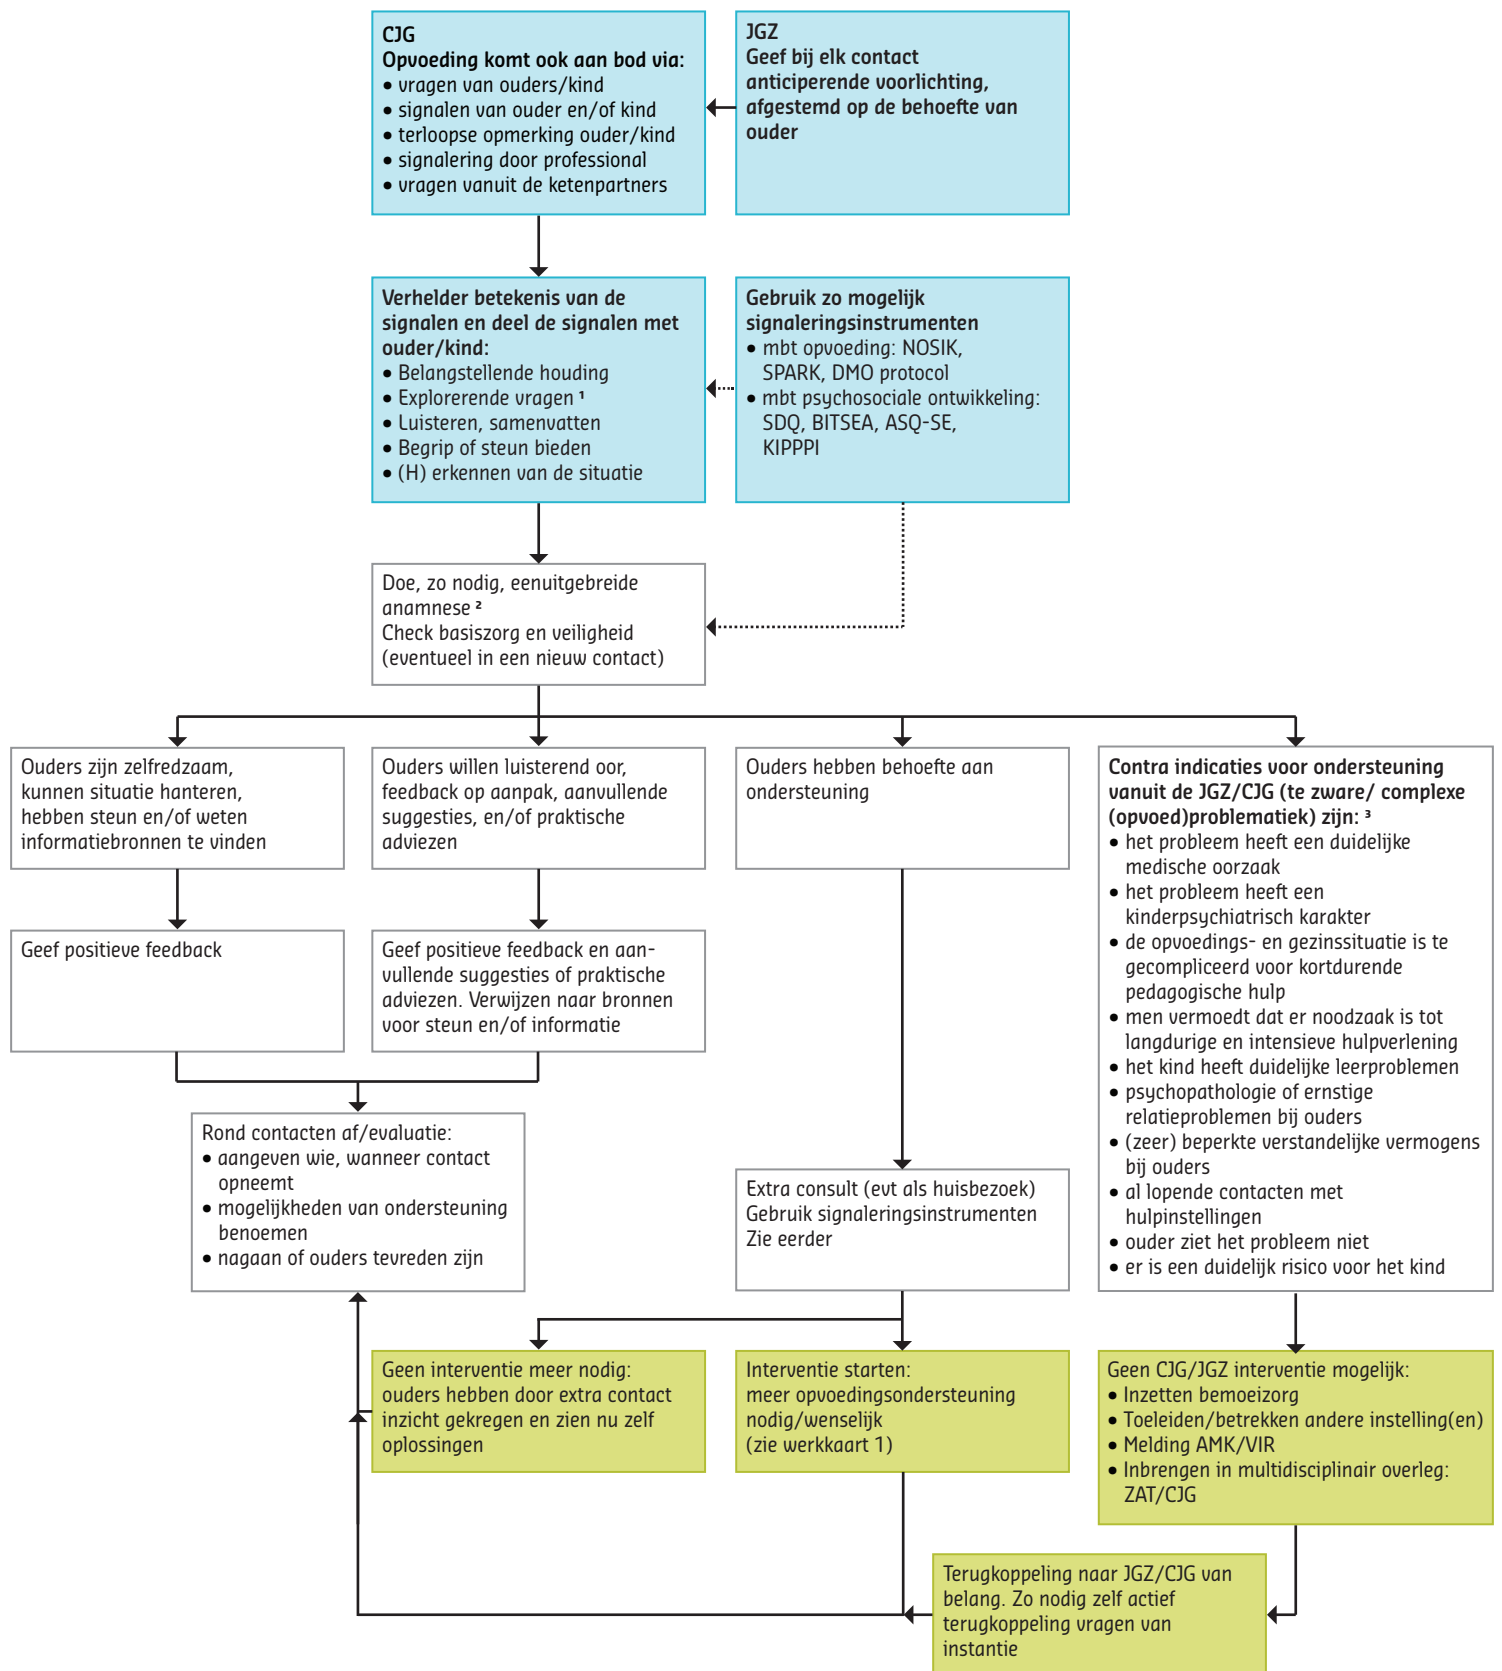 CJG
Opvoeding komt ook aan bod via:
• vragen van ouders/kind
• signalen van ouder en/of kind
• terloopse opmerking ouder/kind
• signalering door professional
• vragen vanuit de ketenpartners
JGZ
Geef bij elk contact
anticiperende voorlichting,
afgestemd op de behoefte van
ouder
Verhelder betekenis van de
signalen en deel de signalen met
ouder/kind:
• Belangstellende houding
• Explorerende vragen ¹
• Luisteren, samenvatten
• Begrip of steun bieden
• (H) erkennen van de situatie
Gebruik zo mogelijk
signaleringsinstrumenten
• mbt opvoeding: NOSIK,
SPARK, DMO protocol
• mbt psychosociale ontwikkeling:
SDQ, BITSEA, ASQ-SE,
KIPPPI
Doe, zo nodig, eenuitgebreide
anamnese ²
Check basiszorg en veiligheid
(eventueel in een nieuw contact)
Ouders zijn zelfredzaam,
kunnen situatie hanteren,
hebben steun en/of weten
informatiebronnen te vinden
Ouders willen luisterend oor,
feedback op aanpak, aanvullende
suggesties, en/of praktische
adviezen
Ouders hebben behoefte aan
ondersteuning
Contra indicaties voor ondersteuning
vanuit de JGZ/CJG (te zware/ complexe
(opvoed)problematiek) zijn: ³
• het probleem heeft een duidelijke
medische oorzaak
• het probleem heeft een
kinderpsychiatrisch karakter
• de opvoedings- en gezinssituatie is te
gecompliceerd voor kortdurende
pedagogische hulp
• men vermoedt dat er noodzaak is tot
langdurige en intensieve hulpverlening
• het kind heeft duidelijke leerproblemen
• psychopathologie of ernstige
relatieproblemen bij ouders
• (zeer) beperkte verstandelijke vermogens
bij ouders
• al lopende contacten met
hulpinstellingen
• ouder ziet het probleem niet
• er is een duidelijk risico voor het kind
Geef positieve feedback
Geef positieve feedback en aan-
vullende suggesties of praktische
adviezen. Verwijzen naar bronnen
voor steun en/of informatie
Rond contacten af/evaluatie:
• aangeven wie, wanneer contact
opneemt
• mogelijkheden van ondersteuning
benoemen
• nagaan of ouders tevreden zijn
Extra consult (evt als huisbezoek)
Gebruik signaleringsinstrumenten
Zie eerder
Geen interventie meer nodig:
ouders hebben door extra contact
inzicht gekregen en zien nu zelf
oplossingen
Interventie starten:
meer opvoedingsondersteuning
nodig/wenselijk
(zie werkkaart 1)
Geen CJG/JGZ interventie mogelijk:
• Inzetten bemoeizorg
• Toeleiden/betrekken andere instelling(en)
• Melding AMK/VIR
• Inbrengen in multidisciplinair overleg:
ZAT/CJG
Terugkoppeling naar JGZ/CJG van
belang. Zo nodig zelf actief
terugkoppeling vragen van
instantie